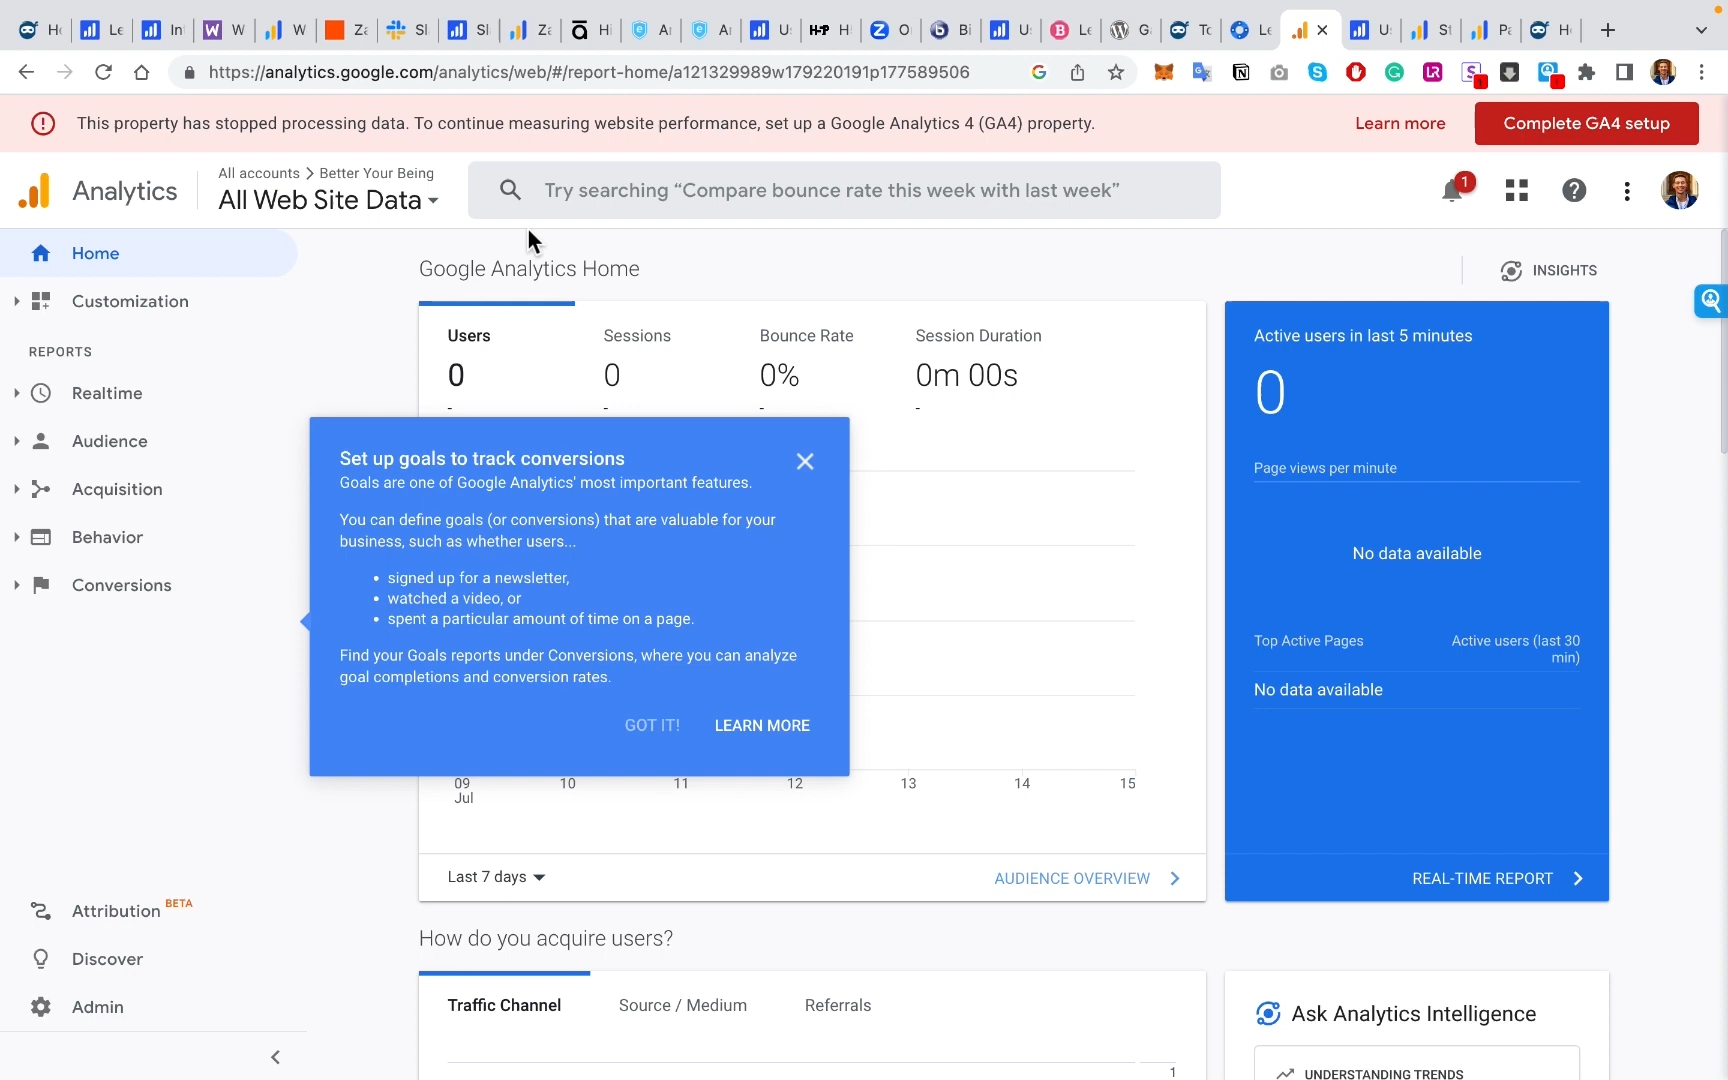 https://analytics.google.com/analytics/web/#/report-home/a121329989w179220191p177589506
This property has stopped processing data. To continue measuring website performance, set up a Google Analytics 4 (GA4) property.
Learn more
Complete GA4 setup
Analytics
All accounts > Better Your Being
All Web Site Data
Try searching “Compare bounce rate this week with last week”
1
Home
Customization
REPORTS
Realtime
Audience
Acquisition
Behavior
Conversions
Attribution BETA
Discover
Admin
Google Analytics Home
INSIGHTS
Users
Sessions
Bounce Rate
Session Duration
0
0
0%
0m 00s
-
-
-
-
Set up goals to track conversions
Goals are one of Google Analytics' most important features.
You can define goals (or conversions) that are valuable for your
business, such as whether users...
• signed up for a newsletter,
• watched a video, or
• spent a particular amount of time on a page.
Find your Goals reports under Conversions, where you can analyze
goal completions and conversion rates.
GOT IT!
LEARN MORE
09
Jul
10
11
12
13
14
15
Last 7 days
AUDIENCE OVERVIEW
Active users in last 5 minutes
0
Page views per minute
No data available
Top Active Pages
Active users (last 30
min)
No data available
REAL-TIME REPORT
How do you acquire users?
Traffic Channel
Source / Medium
Referrals
1
Ask Analytics Intelligence
UNDERSTANDING TRENDS